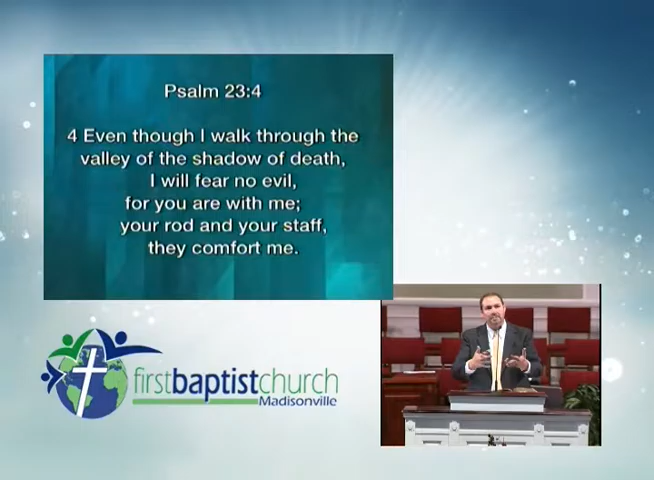 Psalm 23:4
4 Even though I walk through the
valley of the shadow of death,
I will fear no evil,
for you are with me;
your rod and your staff,
they comfort me.
firstbaptistchurch
Madisonville